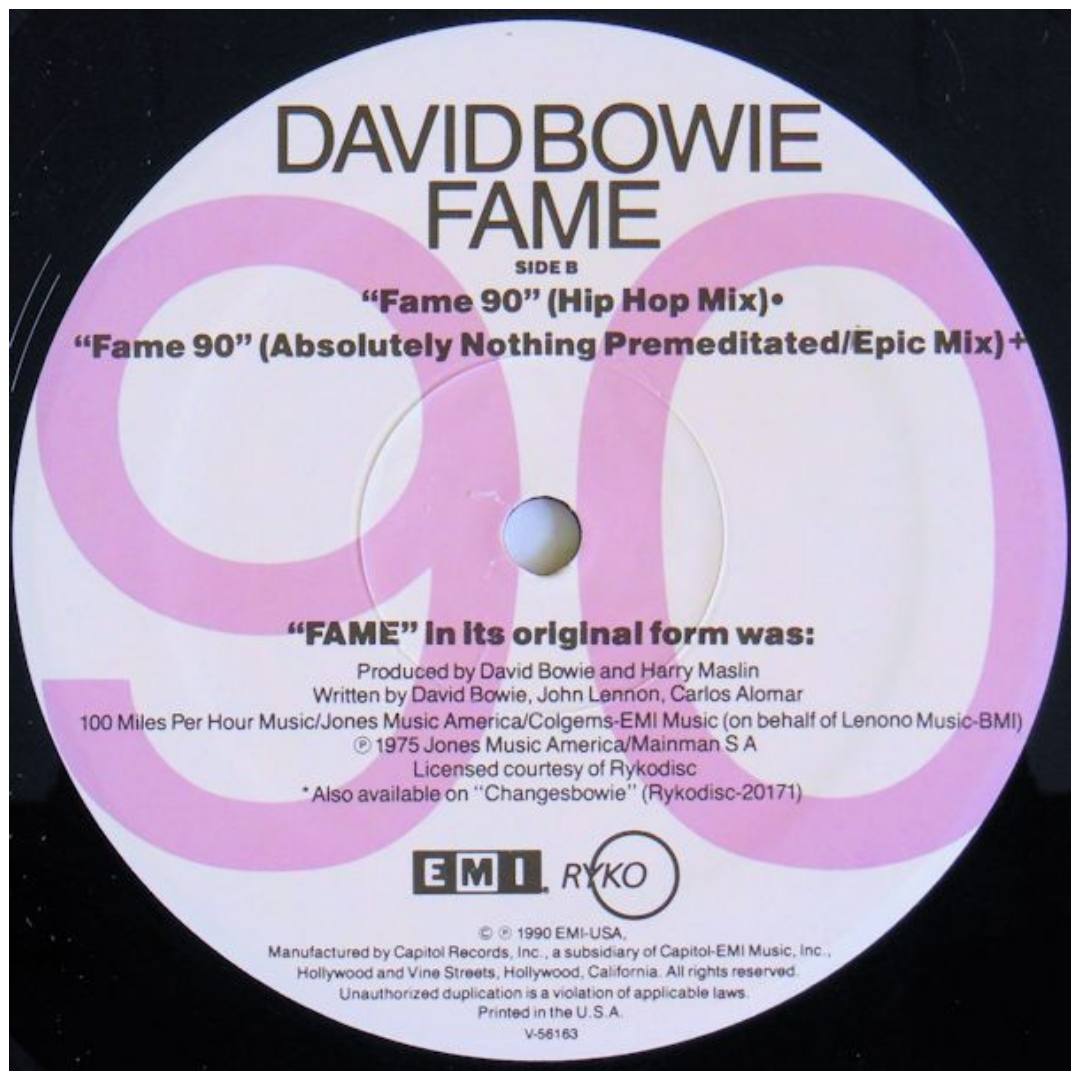 DAVID BOWIE
FAME
90
SIDE B
“Fame 90” (Hip Hop Mix)•
“Fame 90” (Absolutely Nothing Premeditated/Epic Mix)+
“FAME” in its original form was:
Produced by David Bowie and Harry Maslin
Written by David Bowie, John Lennon, Carlos Alomar
100 Miles Per Hour Music/Jones Music America/Colgems-EMI Music (on behalf of Lenono Music-BMI)
℗ 1975 Jones Music America/Mainman S A
Licensed courtesy of Rykodisc
*Also available on “Changesbowie” (Rykodisc-20171)
EMI. RYKO
© ℗ 1990 EMI-USA,
Manufactured by Capitol Records, Inc., a subsidiary of Capitol-EMI Music, Inc.,
Hollywood and Vine Streets, Hollywood, California. All rights reserved.
Unauthorized duplication is a violation of applicable laws.
Printed in the U.S.A.
V-56163